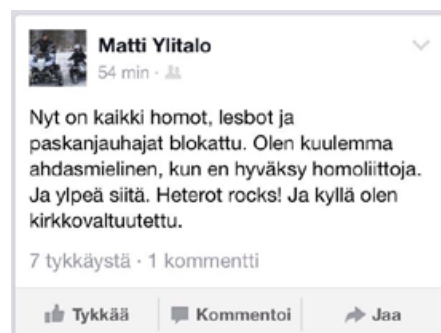 Matti Ylitalo
54 min ·
Nyt on kaikki homot, lesbot ja
paskanjauhajat blokattu. Olen kuulemma
ahdasmielinen, kun en hyväksy homoliittoja.
Ja ylpeä siitä. Heterot rocks! Ja kyllä olen
kirkkovaltuutettu.
7 tykkäystä · 1 kommentti
Tykkää Kommentoi Jaa